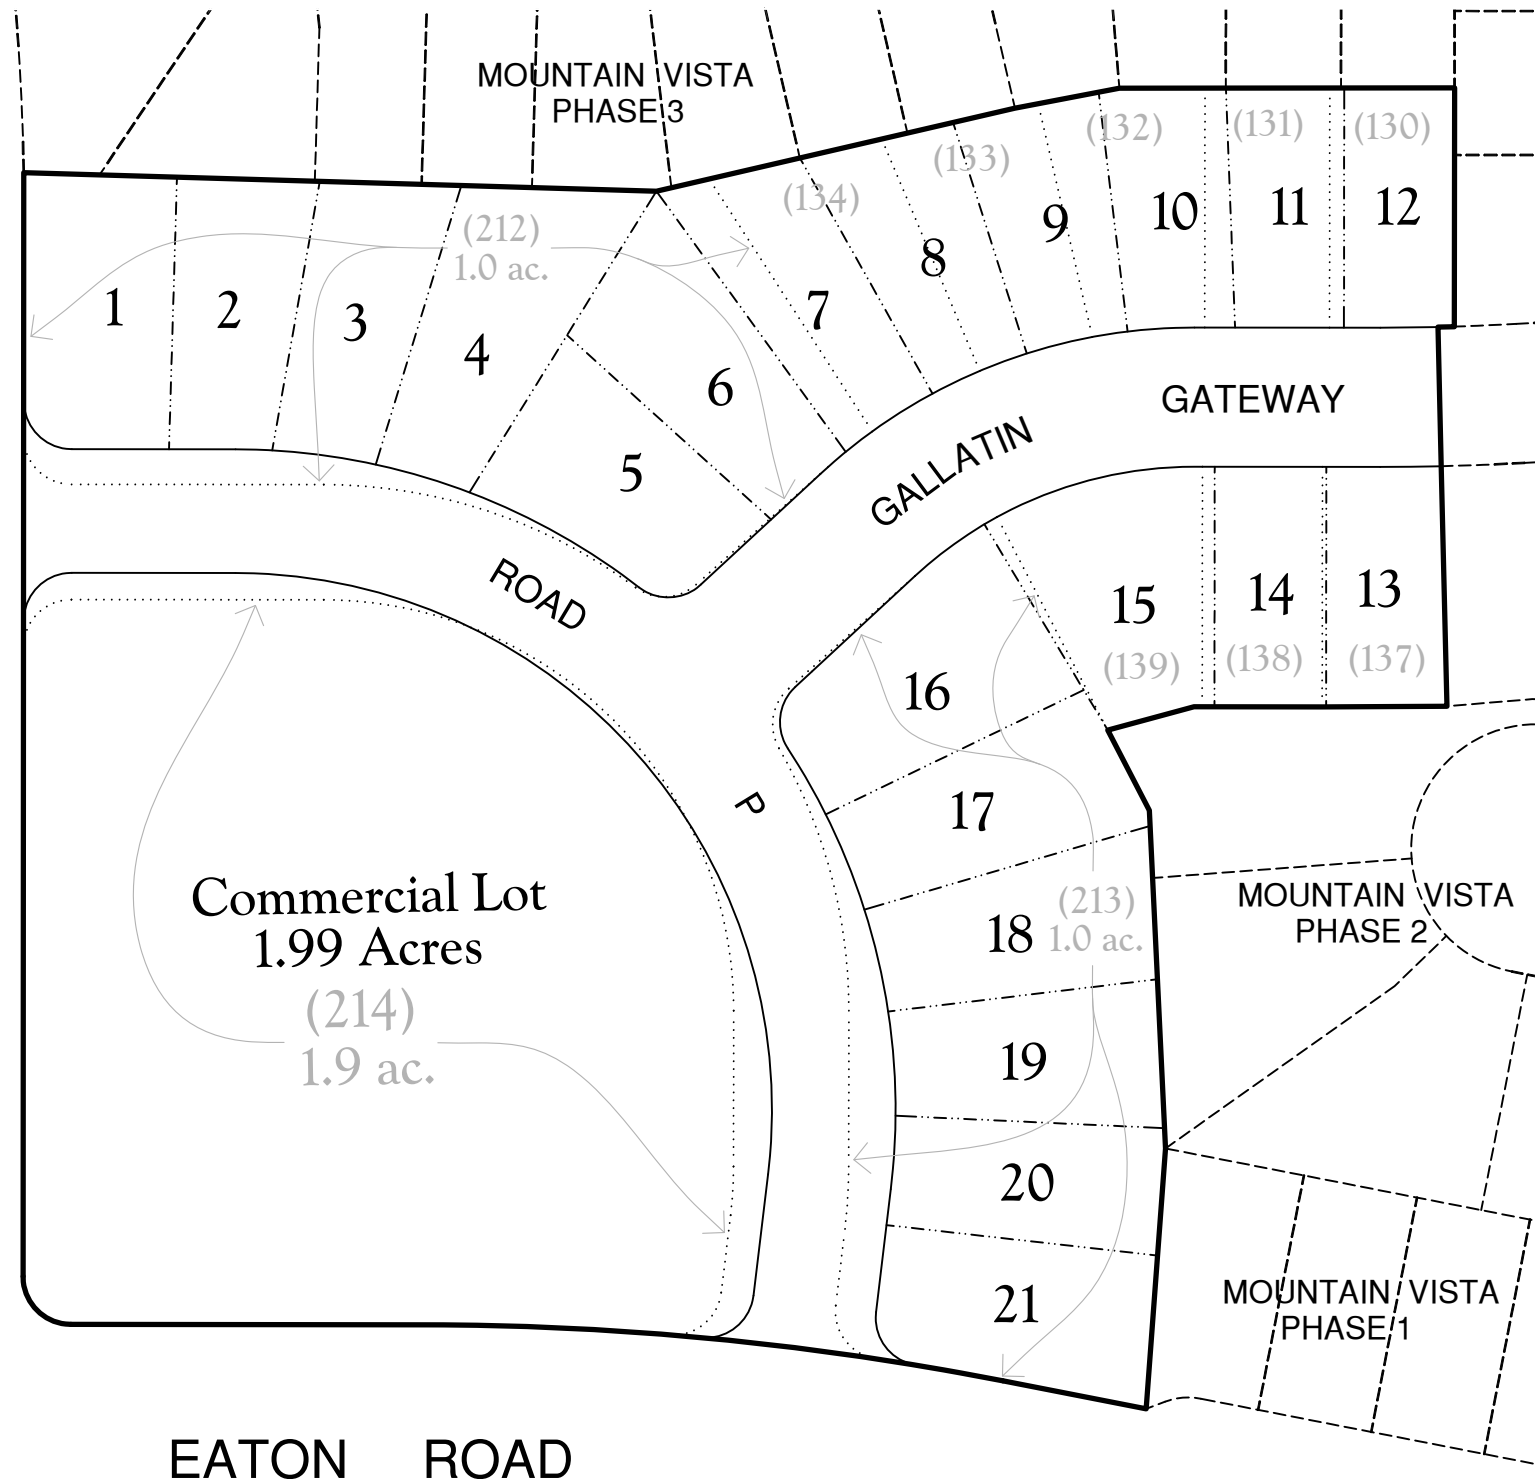 MOUNTAIN VISTA
PHASE 3
(132)
(131)
(130)
(133)
(134)
(212)
1.0 ac.
1
2
3
4
5
6
7
8
9
10
11
12
GALLATIN
GATEWAY
ROAD
P
15
14
13
(139)
(138)
(137)
16
17
18
(213)
1.0 ac.
19
20
21
Commercial Lot
1.99 Acres
(214)
1.9 ac.
MOUNTAIN VISTA
PHASE 2
MOUNTAIN VISTA
PHASE 1
EATON ROAD